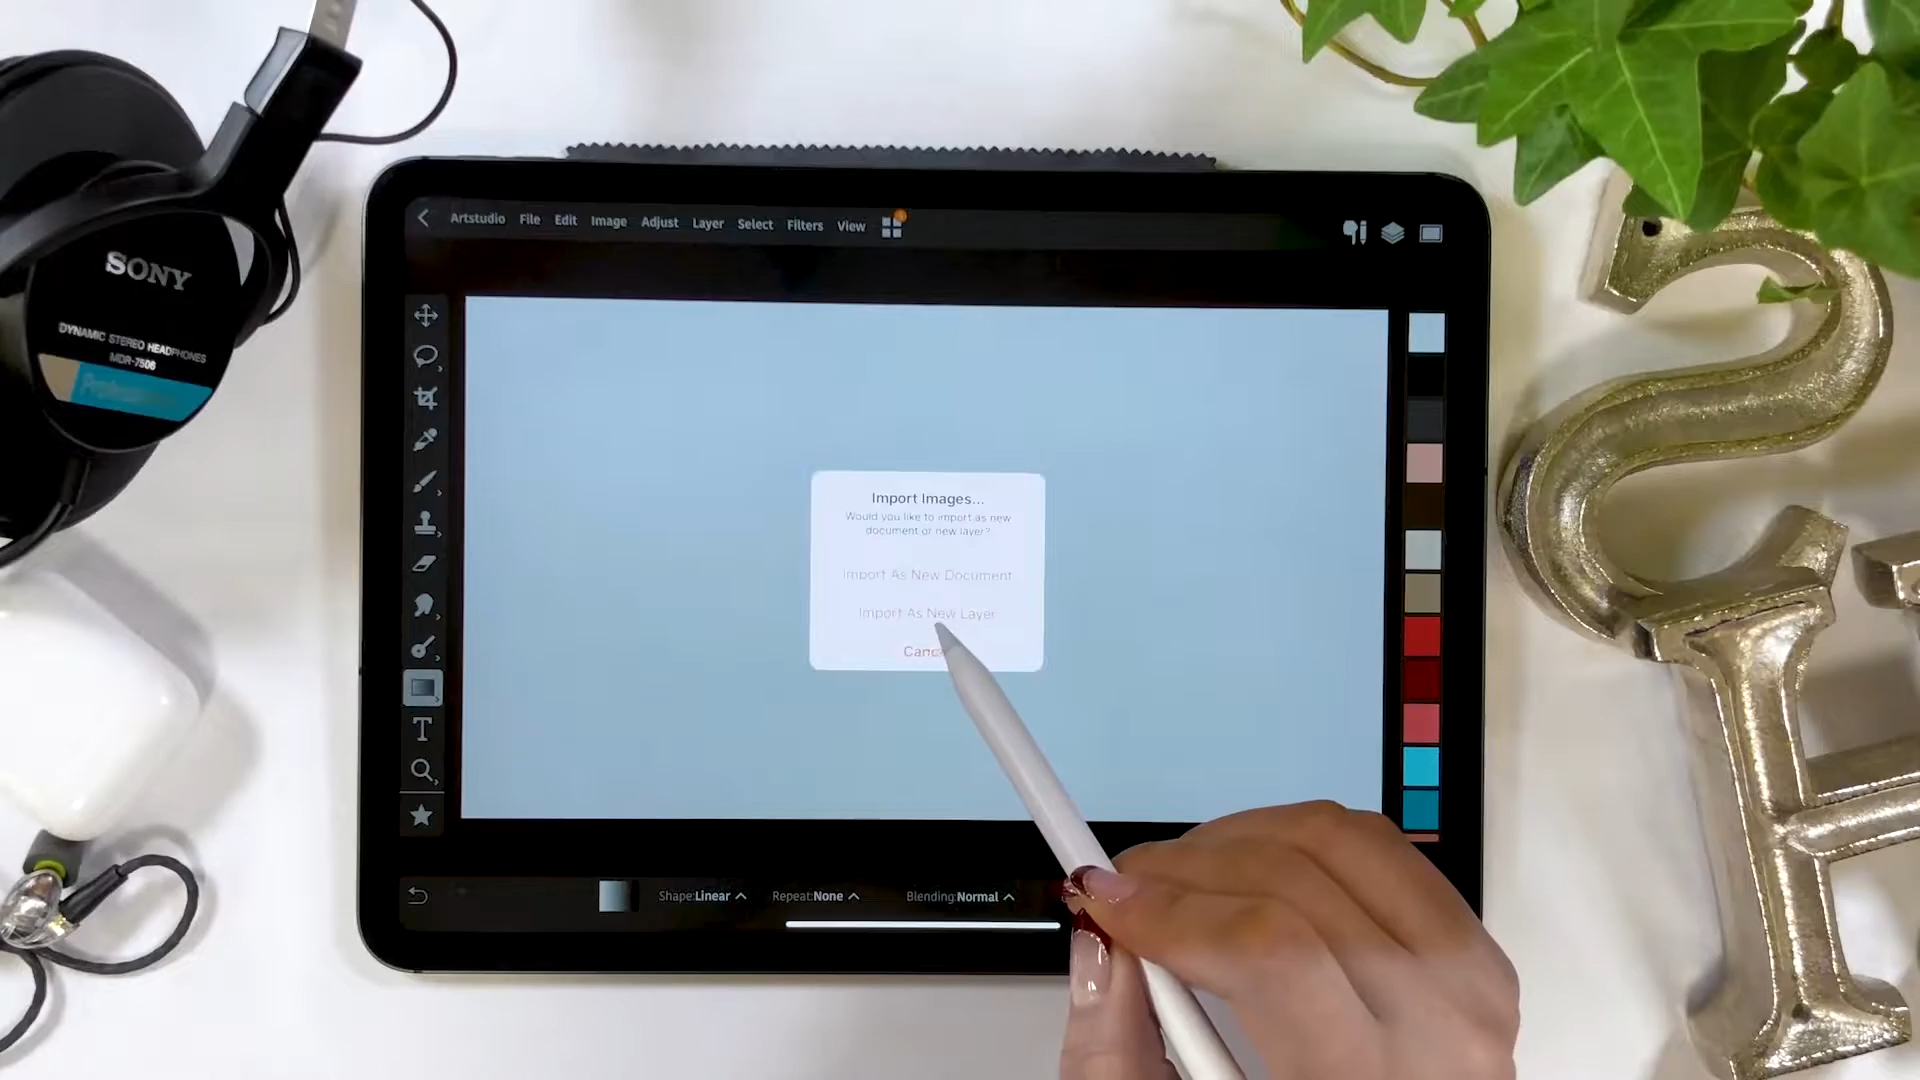 SONY
DYNAMIC STEREO HEADPHONES
MDR-7506
Artstudio File Edit Image Adjust Layer Select Filters View
Import Images...
Would you like to import as new
document or new layer?
Import As New Document
Import As New Layer
T
Shape:Linear Repeat:None Blending:Normal
S
H